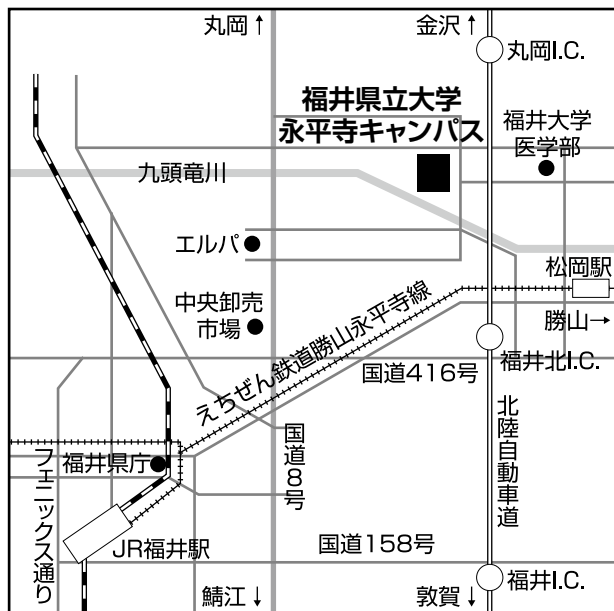 丸岡↑
金沢↑
丸岡I.C.
福井県立大学
永平寺キャンパス
福井大学
医学部
九頭竜川
エルパ
松岡駅
中央卸売
市場
勝山→
えちぜん鉄道勝山永平寺線
福井北I.C.
国道416号
北陸自動車道
国道8号
フェニックス通り
福井県庁
JR福井駅
国道158号
福井I.C.
鯖江↓
敦賀↓